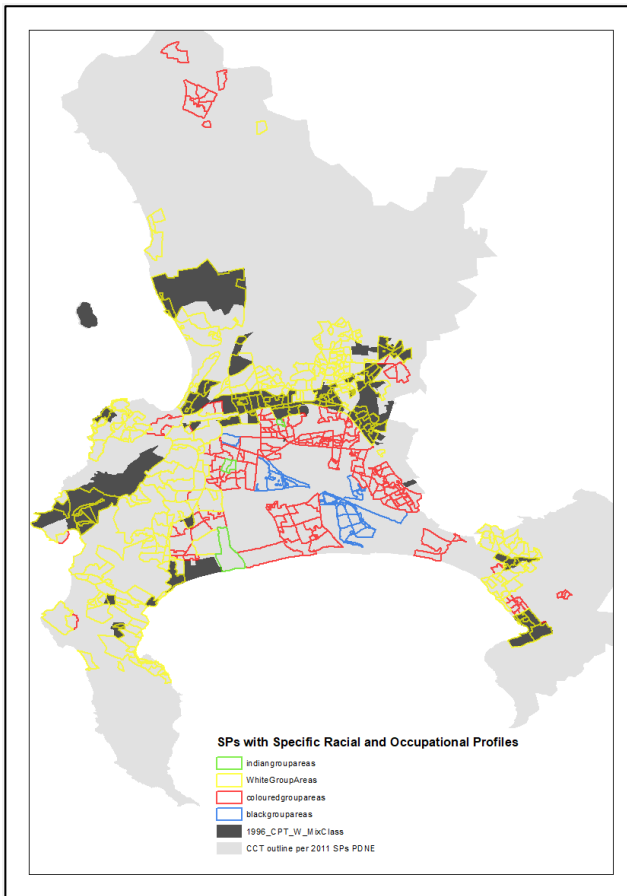 SPs with Specific Racial and Occupational Profiles
indiangroupareas
WhiteGroupAreas
colouredgroupareas
blackgroupareas
1996_CPT_W_MixClass
CCT outline per 2011 SPs PDNE